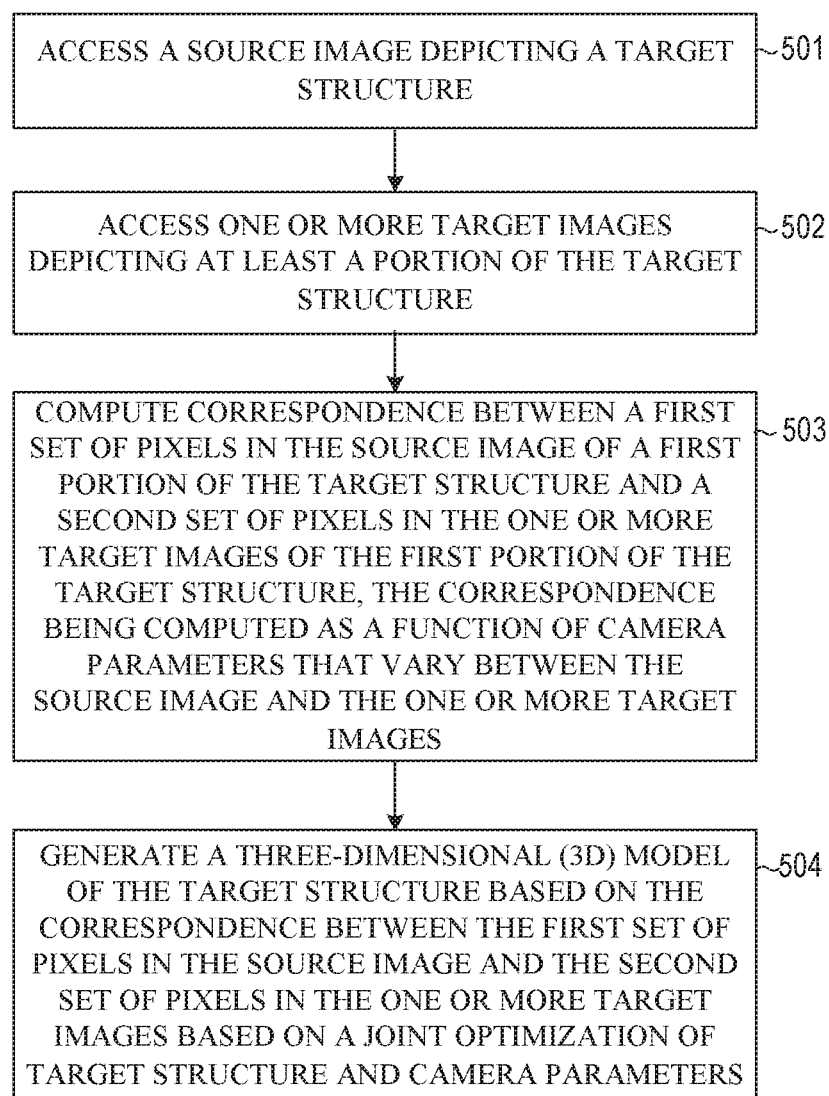 ACCESS A SOURCE IMAGE DEPICTING A TARGET
STRUCTURE
501
ACCESS ONE OR MORE TARGET IMAGES
DEPICTING AT LEAST A PORTION OF THE TARGET
STRUCTURE
502
COMPUTE CORRESPONDENCE BETWEEN A FIRST
SET OF PIXELS IN THE SOURCE IMAGE OF A FIRST
PORTION OF THE TARGET STRUCTURE AND A
SECOND SET OF PIXELS IN THE ONE OR MORE
TARGET IMAGES OF THE FIRST PORTION OF THE
TARGET STRUCTURE, THE CORRESPONDENCE
BEING COMPUTED AS A FUNCTION OF CAMERA
PARAMETERS THAT VARY BETWEEN THE
SOURCE IMAGE AND THE ONE OR MORE TARGET
IMAGES
503
GENERATE A THREE-DIMENSIONAL (3D) MODEL
OF THE TARGET STRUCTURE BASED ON THE
CORRESPONDENCE BETWEEN THE FIRST SET OF
PIXELS IN THE SOURCE IMAGE AND THE SECOND
SET OF PIXELS IN THE ONE OR MORE TARGET
IMAGES BASED ON A JOINT OPTIMIZATION OF
TARGET STRUCTURE AND CAMERA PARAMETERS
504